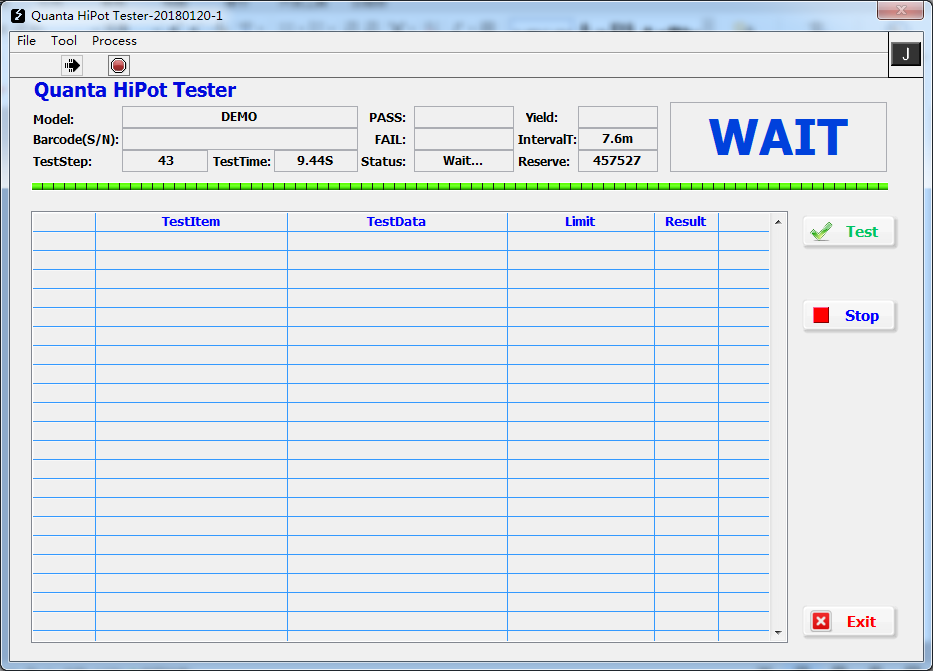 Quanta HiPot Tester-20180120-1
File Tool Process
J
Quanta HiPot Tester
Model: DEMO PASS: Yield:
WAIT
Barcode(S/N): FAIL: IntervalT: 7.6m
TestStep: 43 TestTime: 9.44S Status: Wait... Reserve: 457527
TestItem TestData Limit Result
Test
Stop
Exit